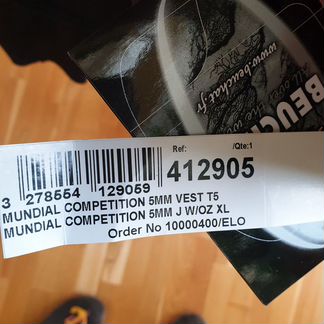 www.beuchat.fr
BEUCH
Ref: /Qte:1
412905
3 278554 129059
MUNDIAL COMPETITION 5MM VEST T5
MUNDIAL COMPETITION 5MM J W/OZ XL
Order No 10000400/ELO